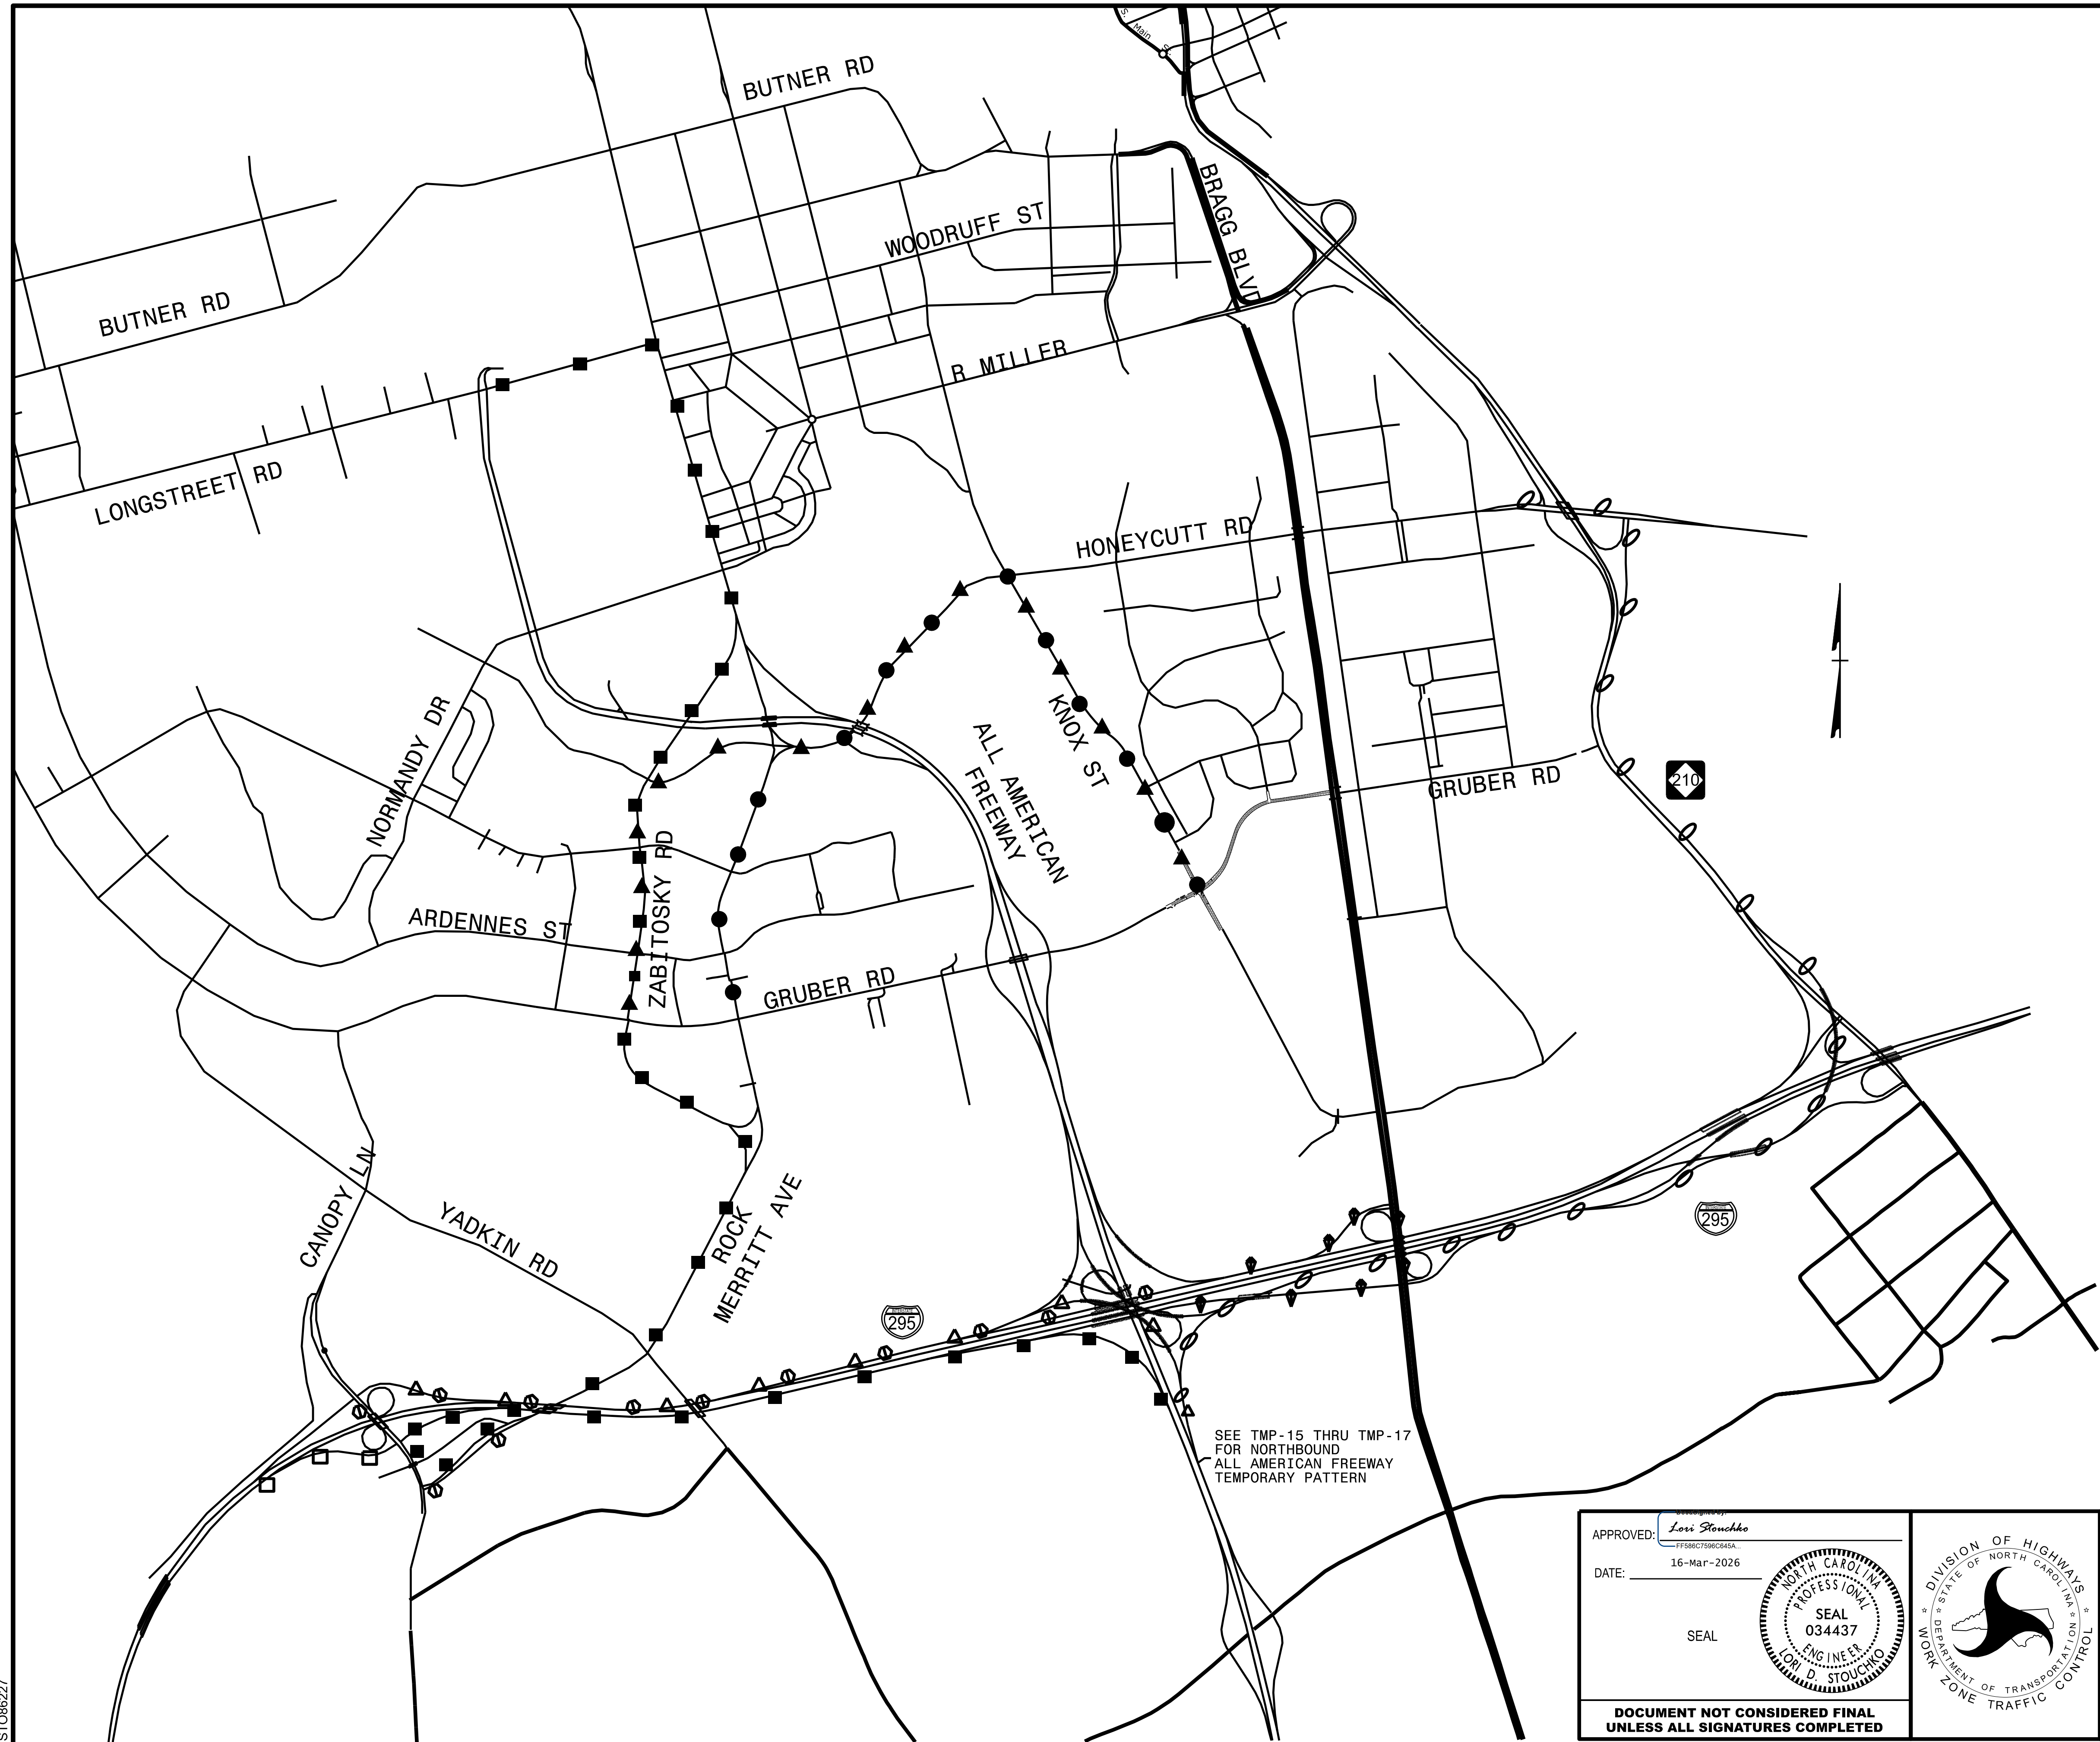 S. Main St.
BUTNER RD
BRAGG BLVD
WOODRUFF ST
BUTNER RD
R MILLER
LONGSTREET RD
HONEYCUTT RD
NORMANDY DR
ALL AMERICAN
FREEWAY
KNOX ST
GRUBER RD
210
ZABITOSKY RD
ARDENNES ST
GRUBER RD
CANOPY LN
YADKIN RD
ROCK
MERRITT AVE
295
295
SEE TMP-15 THRU TMP-17
FOR NORTHBOUND
ALL AMERICAN FREEWAY
TEMPORARY PATTERN
APPROVED:
Lori Stouchko
FF586C7596C645A...
DATE:
16-Mar-2026
SEAL
NORTH CAROLINA
PROFESSIONAL
SEAL
034437
ENGINEER
LORI D. STOUCHKO
DOCUMENT NOT CONSIDERED FINAL
UNLESS ALL SIGNATURES COMPLETED
DIVISION OF HIGHWAYS
STATE OF NORTH CAROLINA
DEPARTMENT OF TRANSPORTATION
WORK ZONE TRAFFIC CONTROL